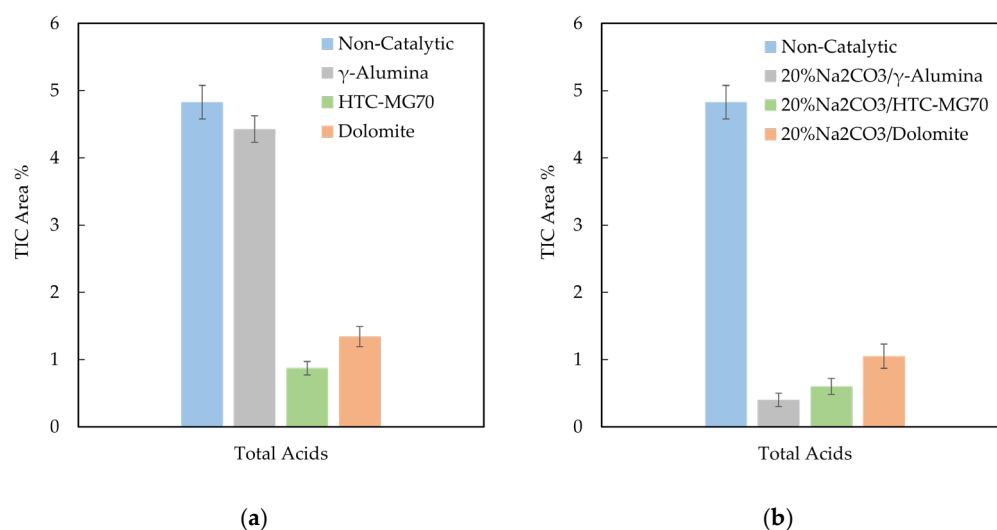 6
5
4
3
2
1
0
TIC Area %
Non-Catalytic
γ-Alumina
HTC-MG70
Dolomite
Total Acids
(a)
6
5
4
3
2
1
0
TIC Area %
Non-Catalytic
20%Na2CO3/γ-Alumina
20%Na2CO3/HTC-MG70
20%Na2CO3/Dolomite
Total Acids
(b)